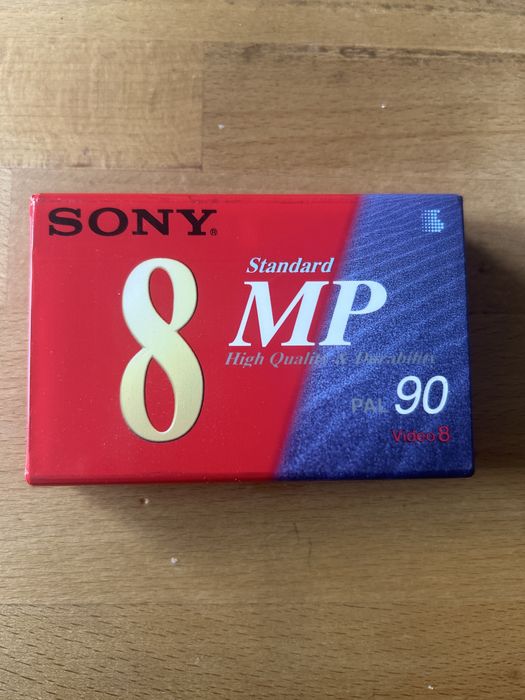 SONY®
8
Standard
MP
High Quality & Durability
PAL 90
Video 8